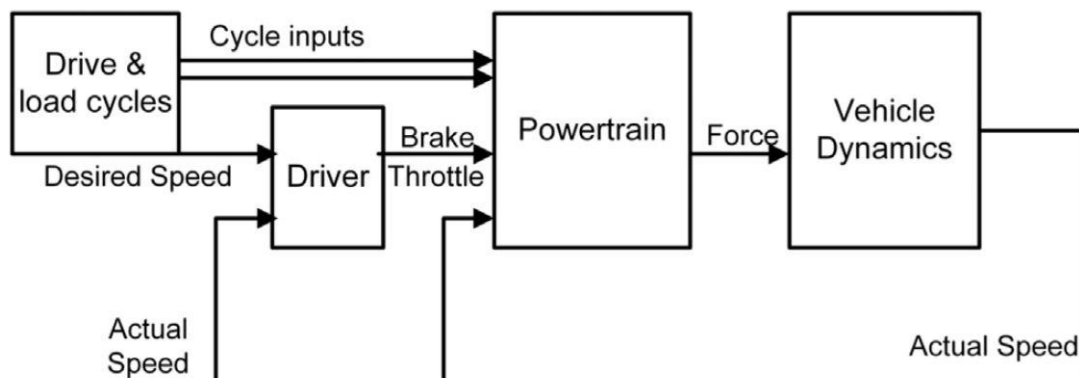 Drive &
load cycles
Cycle inputs
Desired Speed
Driver
Brake
Throttle
Powertrain
Force
Vehicle
Dynamics
Actual
Speed
Actual Speed